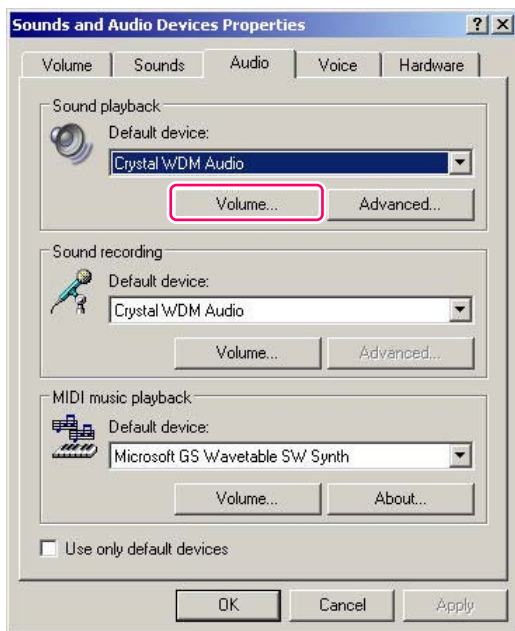 Sounds and Audio Devices Properties
Volume Sounds Audio Voice Hardware
Sound playback
Default device:
Crystal WDM Audio
Volume... Advanced...
Sound recording
Default device:
Crystal WDM Audio
Volume... Advanced...
MIDI music playback
Default device:
Microsoft GS Wavetable SW Synth
Volume... About...
Use only default devices
OK Cancel Apply